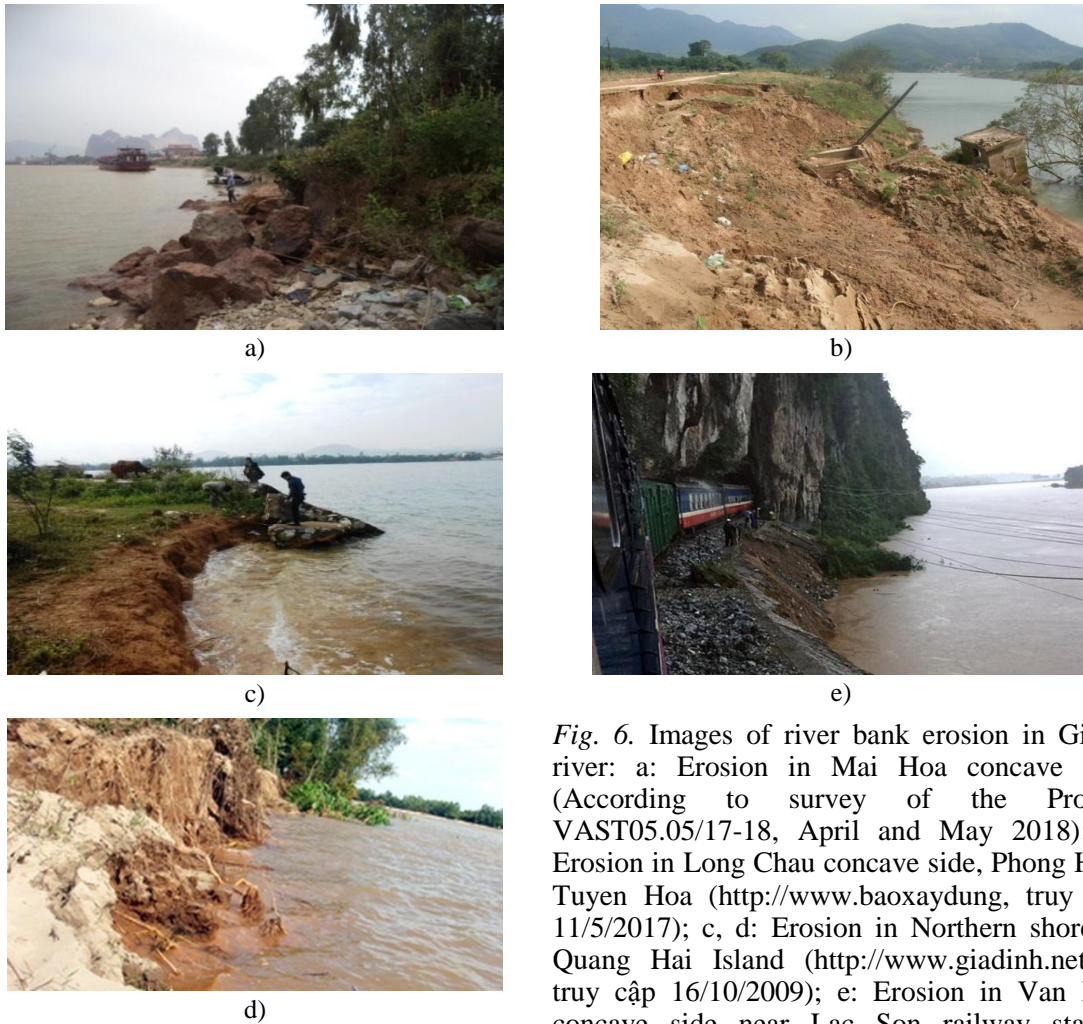 a)
b)
c)
e)
d)
Fig. 6. Images of river bank erosion in Gi
river: a: Erosion in Mai Hoa concave
(According to survey of the Pro
VAST05.05/17-18, April and May 2018)
Erosion in Long Chau concave side, Phong H
Tuyen Hoa (http://www.baoxaydung, truy
11/5/2017); c, d: Erosion in Northern shor
Quang Hai Island (http://www.giadinh.net
truy cập 16/10/2009); e: Erosion in Van
concave side near Lac Son railway sta